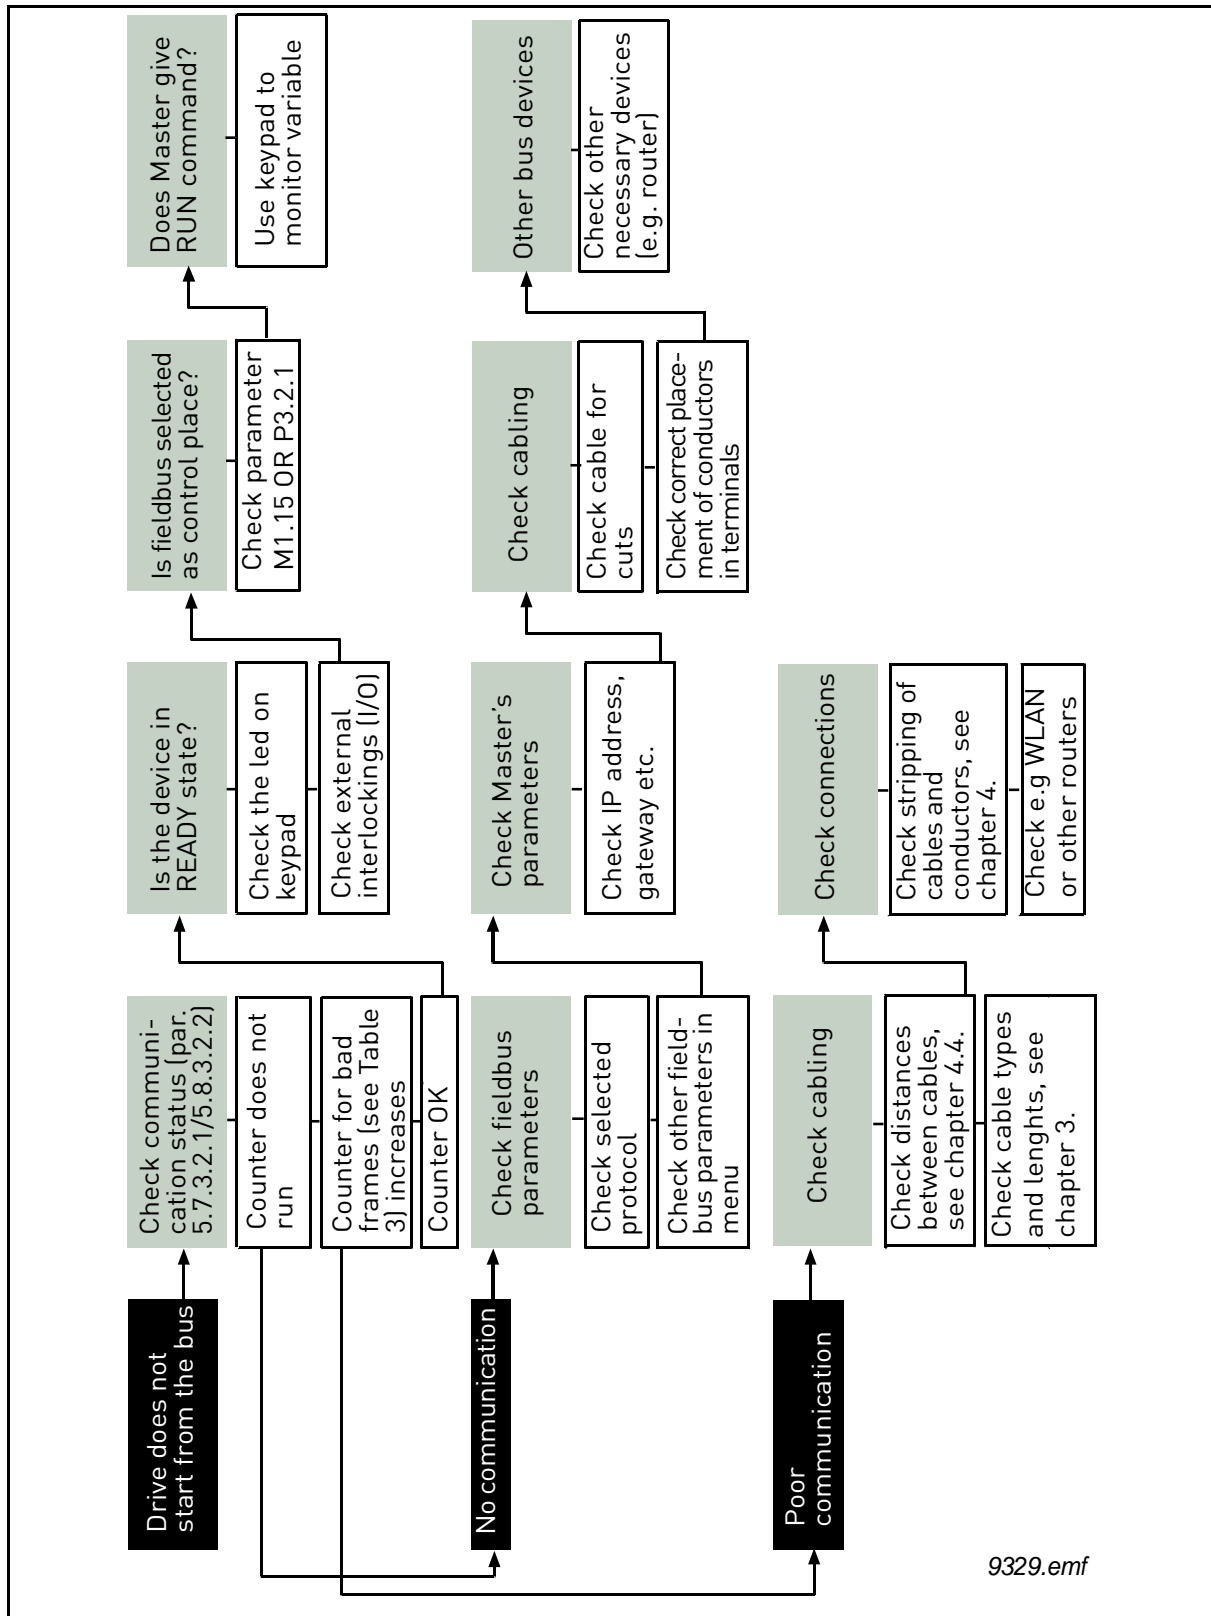 Drive does not
start from the bus
Check communi-
cation status (par.
5.7.3.2.1/5.8.3.2.2)
Counter does not
run
Counter for bad
frames (see Table
3) increases
Counter OK
Is the device in
READY state?
Check the led on
keypad
Check external
interlockings (I/O)
Is fieldbus selected
as control place?
Check parameter
M1.15 OR P3.2.1
Does Master give
RUN command?
Use keypad to
monitor variable
No communication
Check fieldbus
parameters
Check selected
protocol
Check other field-
bus parameters in
menu
Check Master's
parameters
Check IP address,
gateway etc.
Check cabling
Check cable for
cuts
Check correct place-
ment of conductors
in terminals
Other bus devices
Check other
necessary devices
(e.g. router)
Poor
communication
Check cabling
Check distances
between cables,
see chapter 4.4.
Check cable types
and lenghts, see
chapter 3.
Check connections
Check stripping of
cables and
conductors, see
chapter 4.
Check e.g WLAN
or other routers
9329.emf